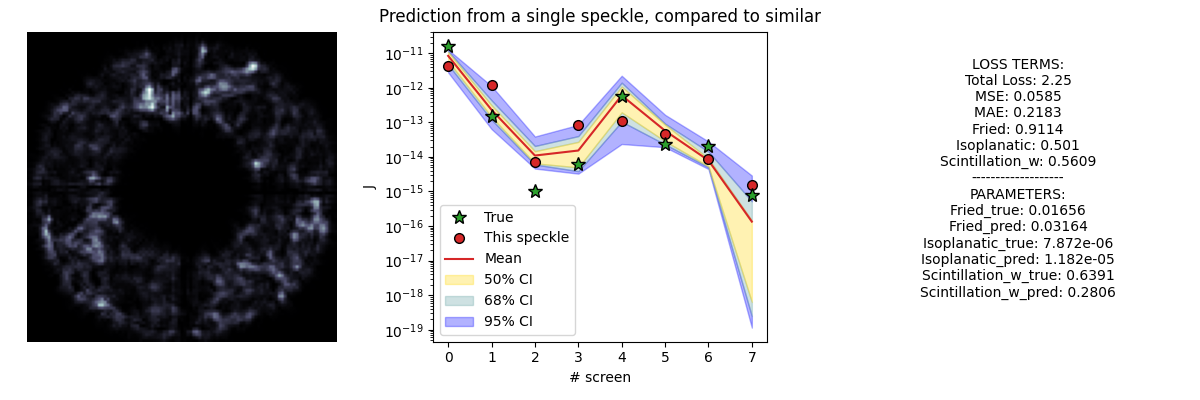 Prediction from a single speckle, compared to similar
10⁻¹¹
10⁻¹²
10⁻¹³
10⁻¹⁴
10⁻¹⁵
10⁻¹⁶
10⁻¹⁷
10⁻¹⁸
10⁻¹⁹
J
True
This speckle
Mean
50% CI
68% CI
95% CI
0 1 2 3 4 5 6 7
# screen
LOSS TERMS:
Total Loss: 2.25
MSE: 0.0585
MAE: 0.2183
Fried: 0.9114
Isoplanatic: 0.501
Scintillation_w: 0.5609
--------------------
PARAMETERS:
Fried_true: 0.01656
Fried_pred: 0.03164
Isoplanatic_true: 7.872e-06
Isoplanatic_pred: 1.182e-05
Scintillation_w_true: 0.6391
Scintillation_w_pred: 0.2806